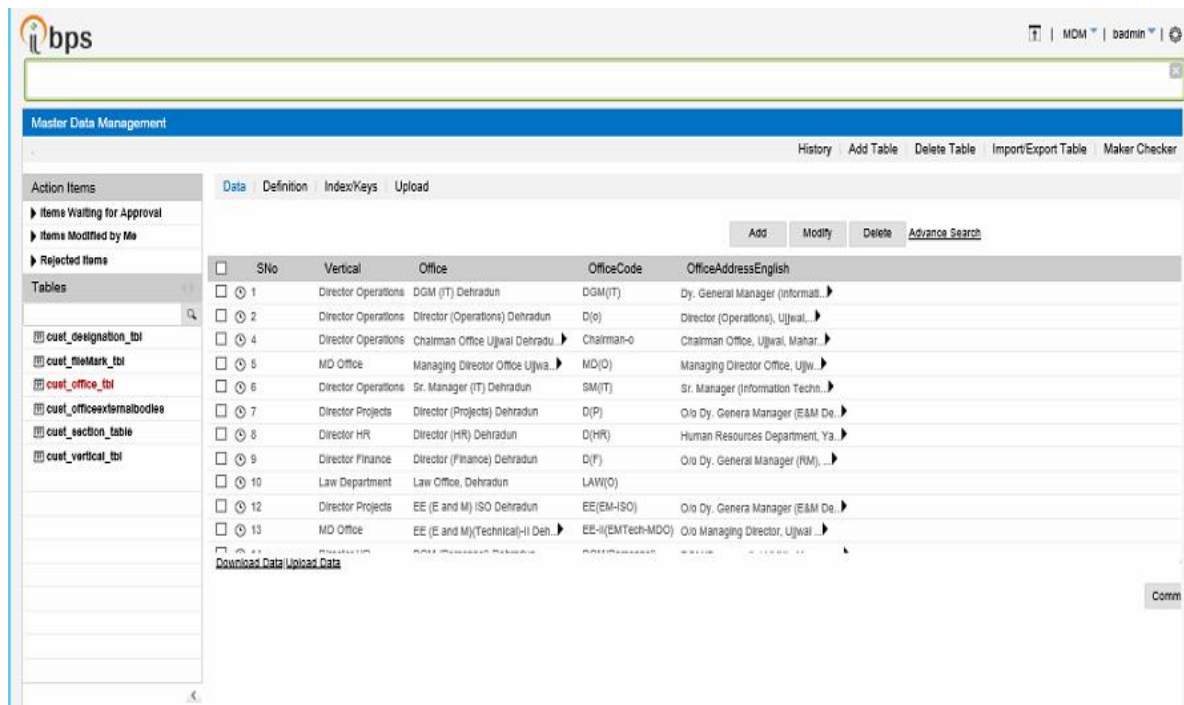 ibps
MDM | badmin |
Master Data Management
History Add Table Delete Table Import/Export Table Maker Checker
Action Items
Items Waiting for Approval
Items Modified by Me
Rejected Items
Tables
cust_designation_tbl
cust_fileMark_tbl
cust_office_tbl
cust_officeexternalbodies
cust_section_table
cust_vertical_tbl
Data Definition Index/Keys Upload
Add Modify Delete Advance Search
SNo Vertical Office OfficeCode OfficeAddressEnglish
1 Director Operations DGM (IT) Dehradun DGM(IT) Dy. General Manager (Informati...
2 Director Operations Director (Operations) Dehradun D(o) Director (Operations), Ujjwal,...
4 Director Operations Chairman Office Ujjwal Dehradu... Chairman-o Chairman Office, Ujjwal, Mahar...
5 MD Office Managing Director Office Ujjwa... MD(O) Managing Director Office, Ujjw...
6 Director Operations Sr. Manager (IT) Dehradun SM(IT) Sr. Manager (Information Techn...
7 Director Projects Director (Projects) Dehradun D(P) O/o Dy. Genera Manager (E&M De...
8 Director HR Director (HR) Dehradun D(HR) Human Resources Department, Ya...
9 Director Finance Director (Finance) Dehradun D(F) O/o Dy. General Manager (RM), ...
10 Law Department Law Office, Dehradun LAW(O)
12 Director Projects EE (E and M) ISO Dehradun EE(EM-ISO) O/o Dy. Genera Manager (E&M De...
13 MD Office EE (E and M)(Technical)-II Deh... EE-II(EMTech-MDO) O/o Managing Director, Ujjwal ...
Download Data|Upload Data
Comm